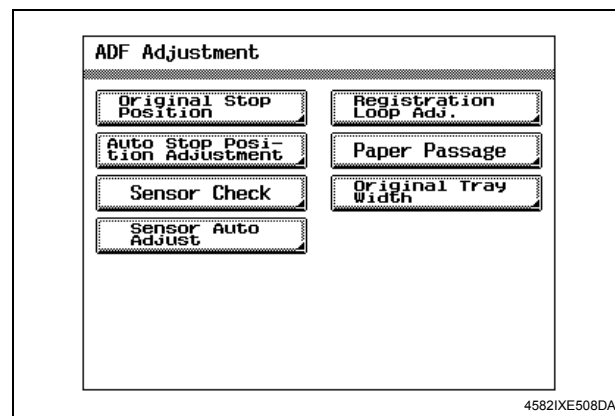 ADF Adjustment
Original Stop
Position
Registration
Loop Adj.
Auto Stop Posi-
tion Adjustment
Paper Passage
Sensor Check
Original Tray
Width
Sensor Auto
Adjust
4582IXE508DA